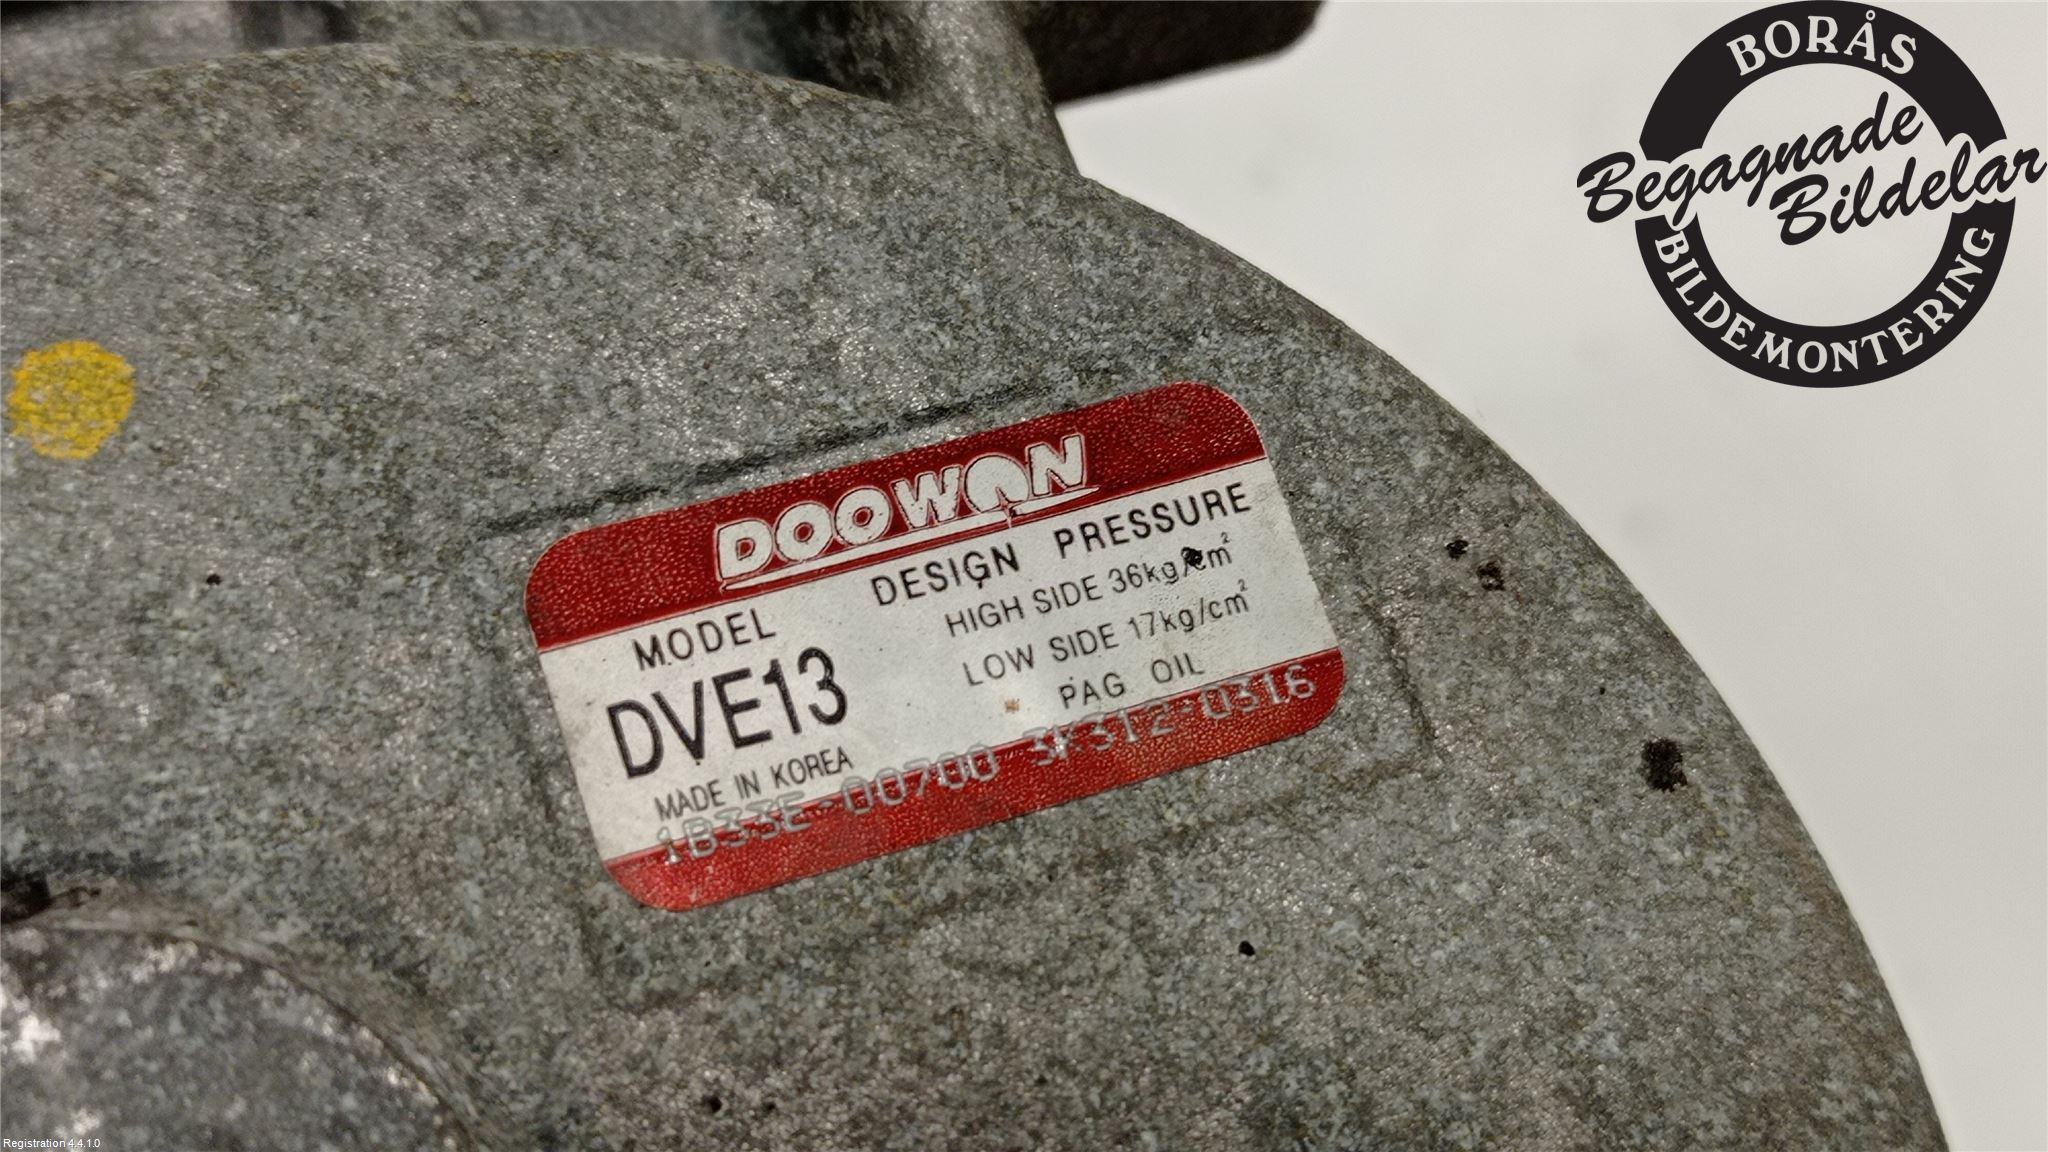 BORÅS
Begagnade
Bildelar
BILDEMONTERING
DOOWON
DESIGN PRESSURE
HIGH SIDE 36kg/cm²
LOW SIDE 17kg/cm²
PAG OIL
MODEL
DVE13
MADE IN KOREA
1B33E-00700 3K3T2-0316
Registration 4.4.1.0